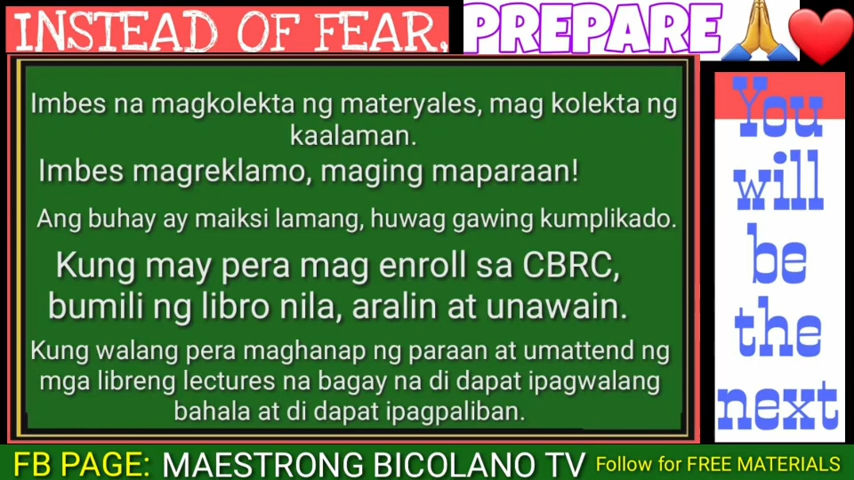 INSTEAD OF FEAR, PREPARE
Imbes na magkolekta ng materyales, mag kolekta ng
kaalaman.
Imbes magreklamo, maging maparaan!
Ang buhay ay maiksi lamang, huwag gawing kumplikado.
Kung may pera mag enroll sa CBRC,
bumili ng libro nila, aralin at unawain.
Kung walang pera maghanap ng paraan at umattend ng
mga libreng lectures na bagay na di dapat ipagwalang
bahala at di dapat ipagpaliban.
You
will
be
the
next
FB PAGE: MAESTRONG BICOLANO TV Follow for FREE MATERIALS